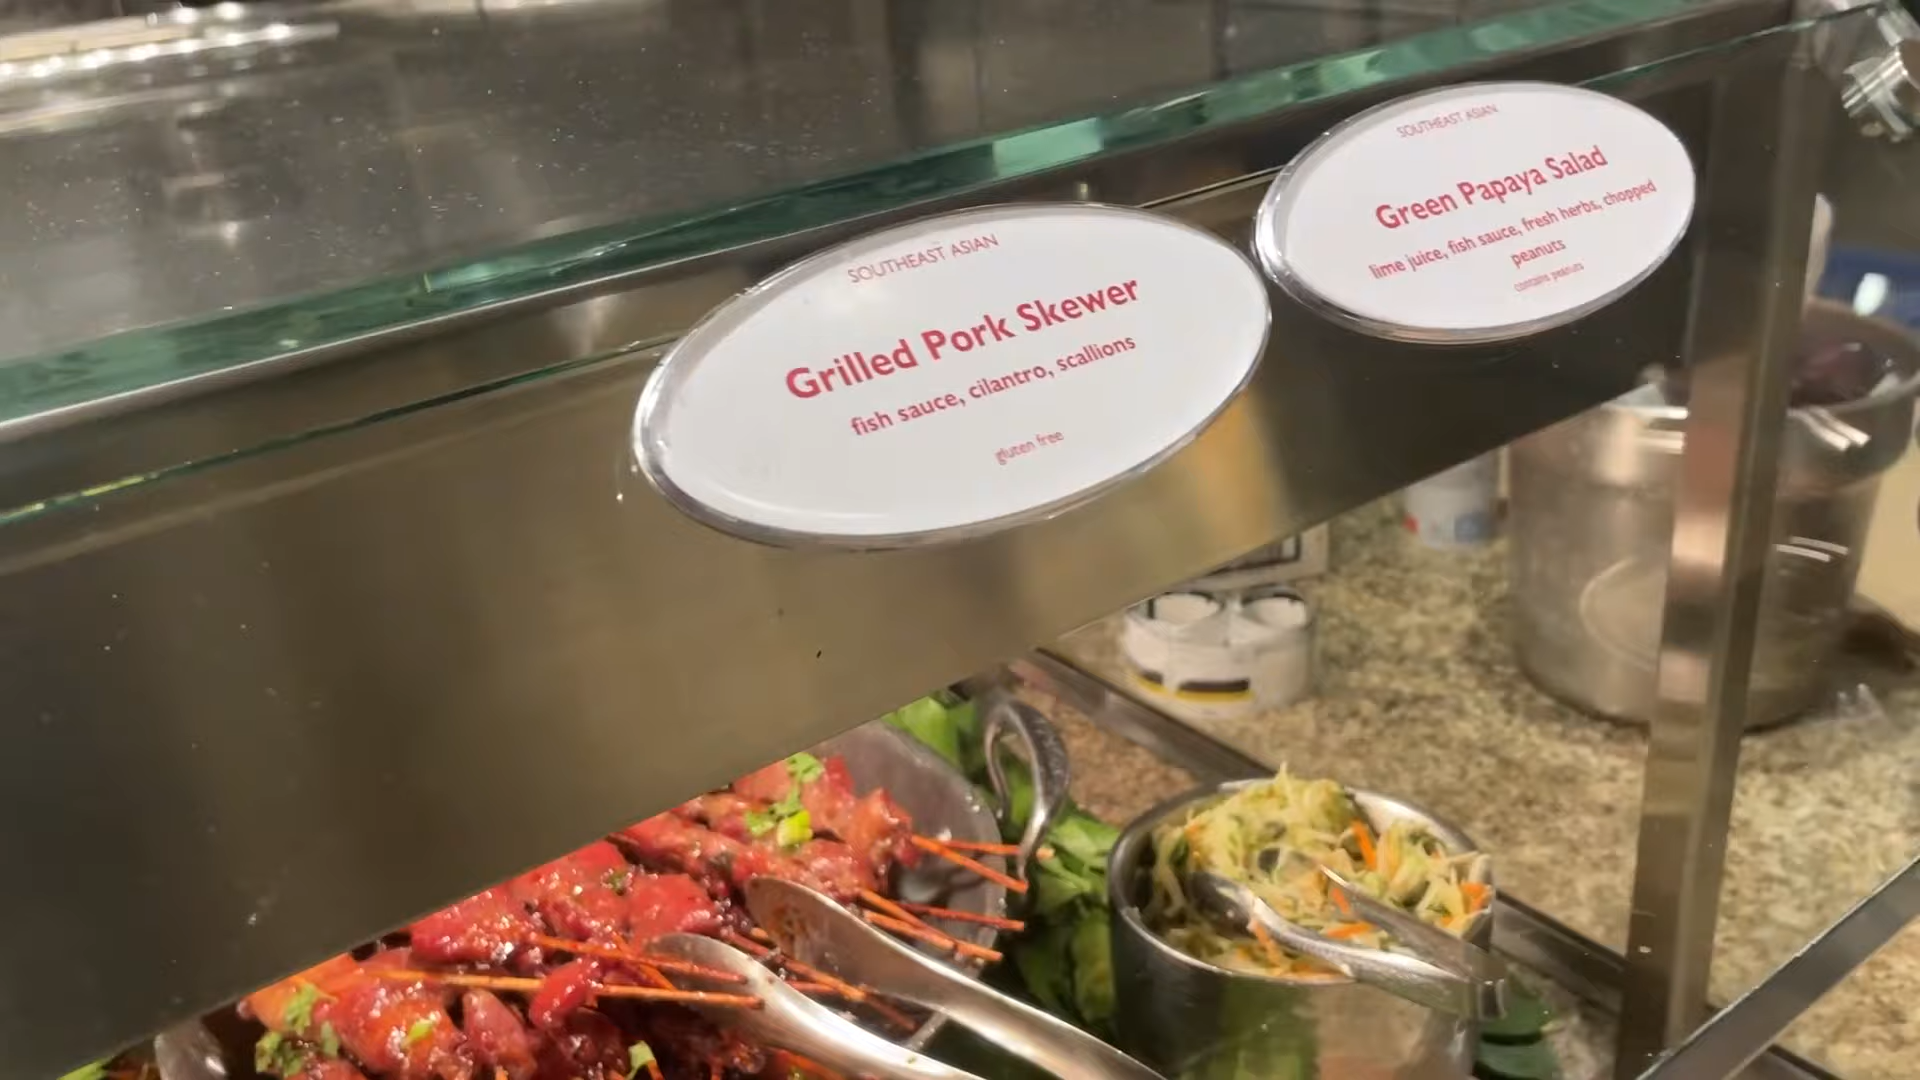 SOUTHEAST ASIAN
Grilled Pork Skewer
fish sauce, cilantro, scallions
gluten free
SOUTHEAST ASIAN
Green Papaya Salad
lime juice, fish sauce, fresh herbs, chopped
peanuts
contains peanuts